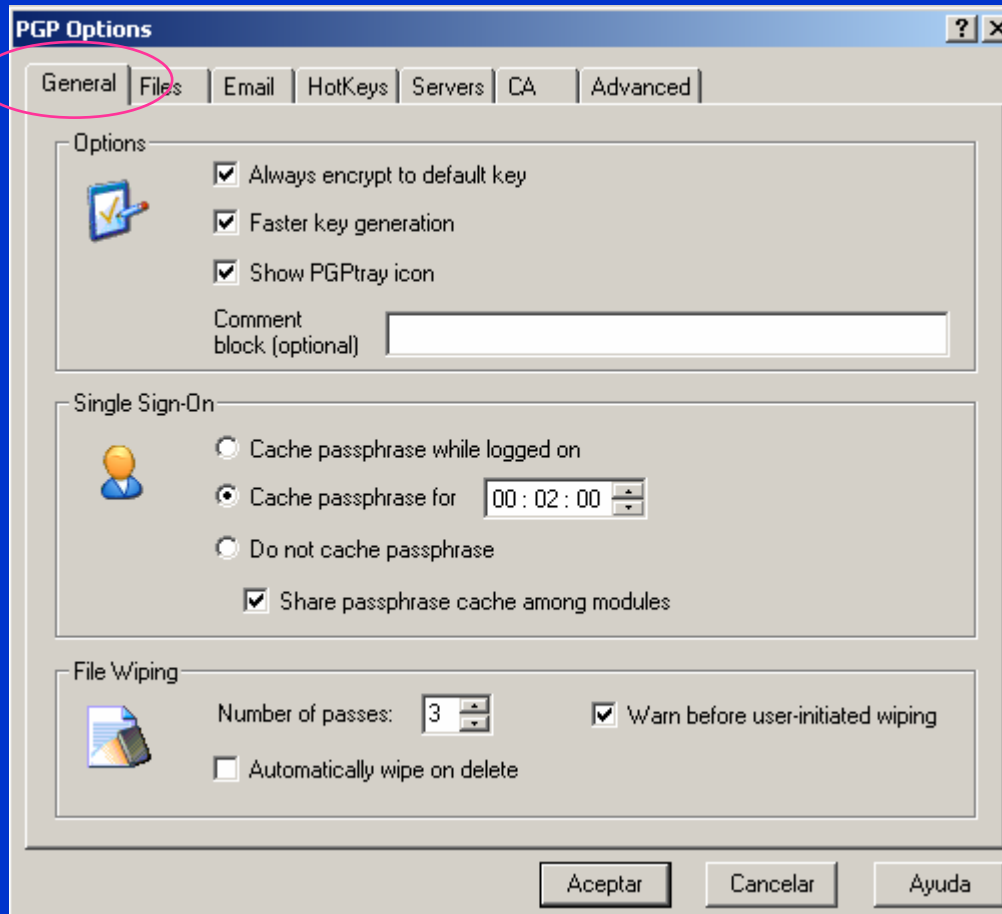 PGP Options
General Files Email HotKeys Servers CA Advanced
Options
Always encrypt to default key
Faster key generation
Show PGPtray icon
Comment
block (optional)
Single Sign-On
Cache passphrase while logged on
Cache passphrase for 00 : 02 : 00
Do not cache passphrase
Share passphrase cache among modules
File Wiping
Number of passes: 3 Warn before user-initiated wiping
Automatically wipe on delete
Aceptar Cancelar Ayuda